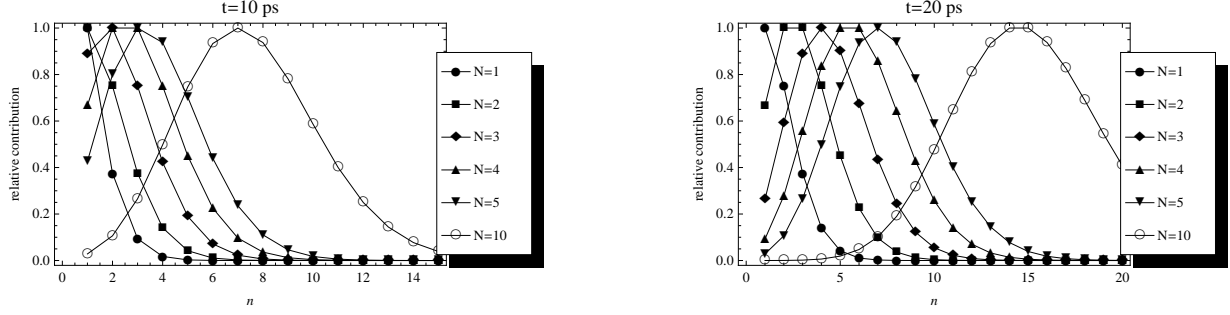 t=10 ps
relative contribution
1.0
0.8
0.6
0.4
0.2
0.0
0 2 4 6 8 10 12 14
n
N=1
N=2
N=3
N=4
N=5
N=10
t=20 ps
relative contribution
1.0
0.8
0.6
0.4
0.2
0.0
0 5 10 15 20
n
N=1
N=2
N=3
N=4
N=5
N=10